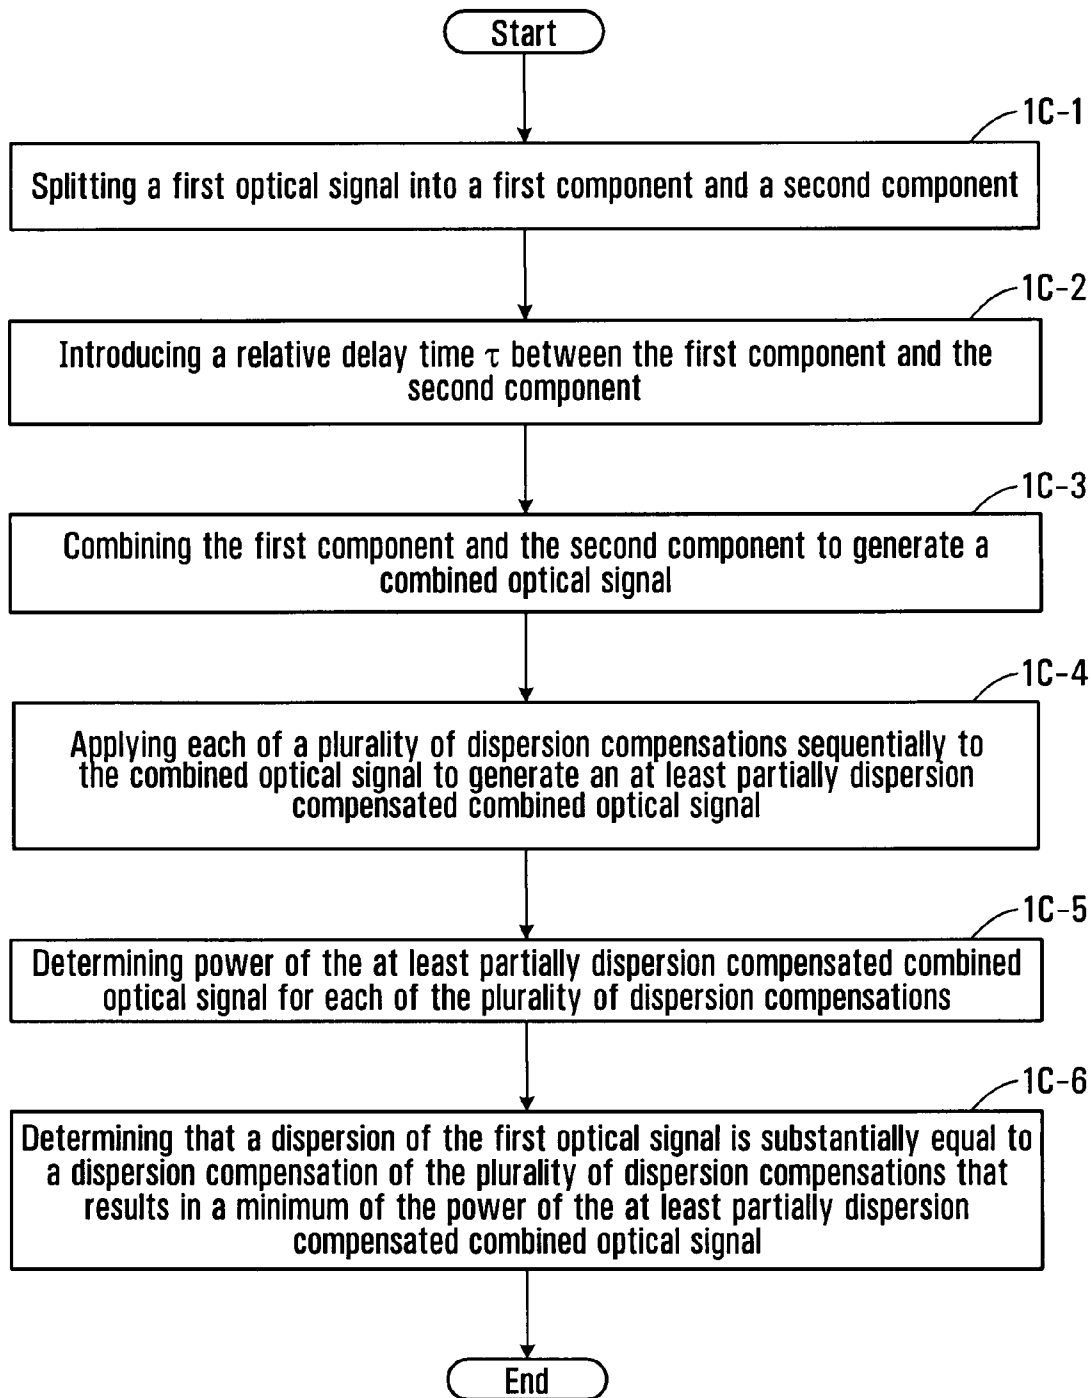 Start
1C-1
Splitting a first optical signal into a first component and a second component
1C-2
Introducing a relative delay time τ between the first component and the
second component
1C-3
Combining the first component and the second component to generate a
combined optical signal
1C-4
Applying each of a plurality of dispersion compensations sequentially to
the combined optical signal to generate an at least partially dispersion
compensated combined optical signal
1C-5
Determining power of the at least partially dispersion compensated combined
optical signal for each of the plurality of dispersion compensations
1C-6
Determining that a dispersion of the first optical signal is substantially equal to
a dispersion compensation of the plurality of dispersion compensations that
results in a minimum of the power of the at least partially dispersion
compensated combined optical signal
End